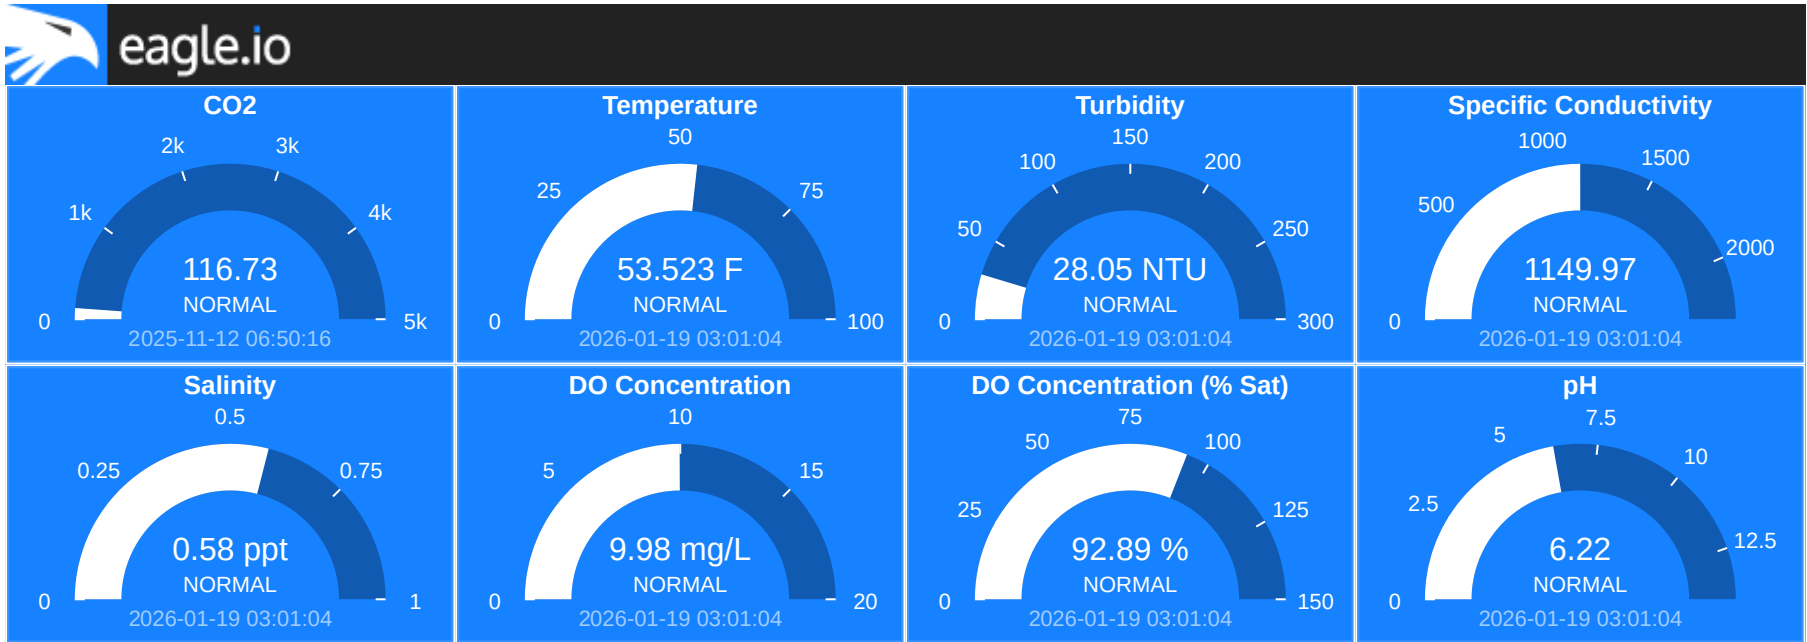 eagle.io
CO2
0
1k
2k
3k
4k
5k
116.73
NORMAL
2025-11-12 06:50:16
Temperature
0
25
50
75
100
53.523 F
NORMAL
2026-01-19 03:01:04
Turbidity
0
50
100
150
200
250
300
28.05 NTU
NORMAL
2026-01-19 03:01:04
Specific Conductivity
0
500
1000
1500
2000
1149.97
NORMAL
2026-01-19 03:01:04
Salinity
0
0.25
0.5
0.75
1
0.58 ppt
NORMAL
2026-01-19 03:01:04
DO Concentration
0
5
10
15
20
9.98 mg/L
NORMAL
2026-01-19 03:01:04
DO Concentration (% Sat)
0
25
50
75
100
125
150
92.89 %
NORMAL
2026-01-19 03:01:04
pH
0
2.5
5
7.5
10
12.5
6.22
NORMAL
2026-01-19 03:01:04